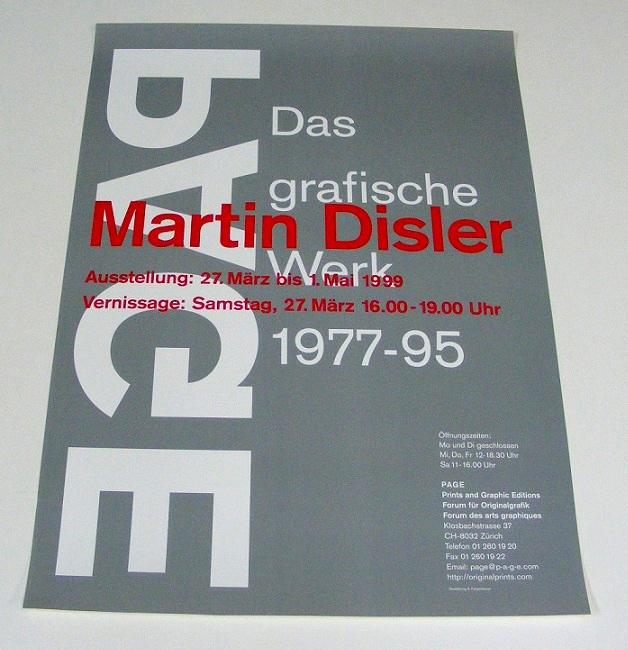 PAGE
Das
grafische
Martin Disler
Werk
Ausstellung: 27. März bis 1. Mai 1999
Vernissage: Samstag, 27. März 16.00-19.00 Uhr
1977-95
Öffnungszeiten:
Mo und Di geschlossen
Mi, Do, Fr 12-18.30 Uhr
Sa 11-16.00 Uhr
PAGE
Prints and Graphic Editions
Forum für Originalgrafik
Forum des arts graphiques
Klosbachstrasse 37
CH-8032 Zürich
Telefon 01 260 19 20
Fax 01 260 19 22
Email: page@p-a-g-e.com
http://originalprints.com